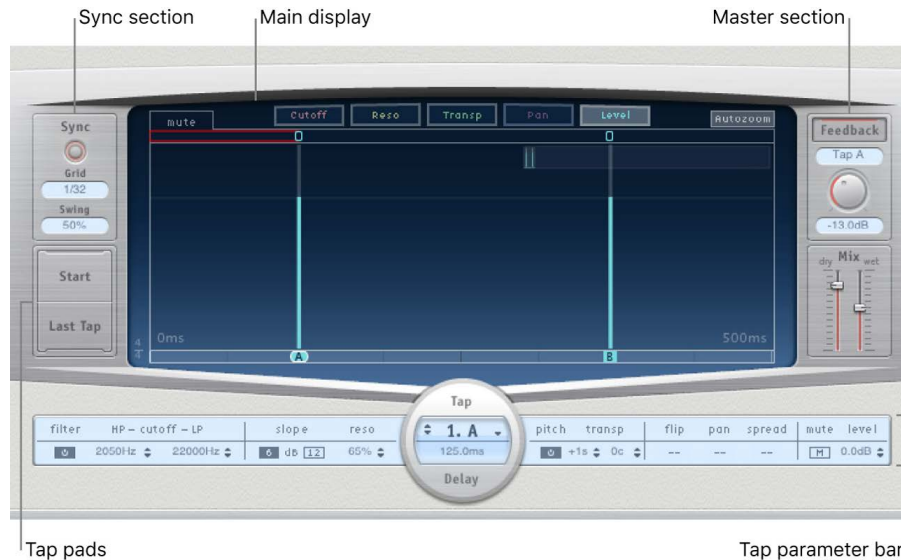 Sync section
Main display
Master section
Sync
Grid
1/32
Swing
50%
Start
Last Tap
mute
Cutoff
Reso
Transp
Pan
Level
Autozoom
0ms
500ms
4
4
A
B
Feedback
Tap A
-13.0dB
Mix
dry
wet
Tap
1. A
125.0ms
Delay
filter HP – cutoff – LP slope reso
2050Hz 22000Hz 6 dB 12 65%
pitch transp flip pan spread mute level
+1s 0c -- -- -- M 0.0dB
Tap pads
Tap parameter bar